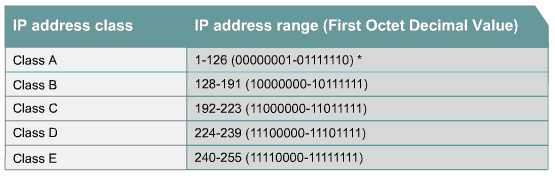 IP address class IP address range (First Octet Decimal Value)
Class A 1-126 (00000001-01111110) *
Class B 128-191 (10000000-10111111)
Class C 192-223 (11000000-11011111)
Class D 224-239 (11100000-11101111)
Class E 240-255 (11110000-11111111)